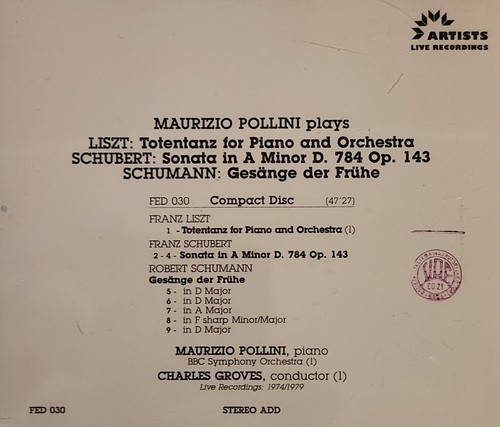 ARTISTS
LIVE RECORDINGS
MAURIZIO POLLINI plays
LISZT: Totentanz for Piano and Orchestra
SCHUBERT: Sonata in A Minor D. 784 Op. 143
SCHUMANN: Gesänge der Frühe
FED 030 Compact Disc (47'27)
FRANZ LISZT
1 - Totentanz for Piano and Orchestra (1)
FRANZ SCHUBERT
2 - 4 - Sonata in A Minor D. 784 Op. 143
ROBERT SCHUMANN
Gesänge der Frühe
5 - in D Major
6 - in D Major
7 - in A Major
8 - in F sharp Minor/Major
9 - in D Major
CD 21
MAURIZIO POLLINI, piano
BBC Symphony Orchestra (1)
CHARLES GROVES, conductor (1)
Live Recordings: 1974/1979
FED 030 STEREO ADD